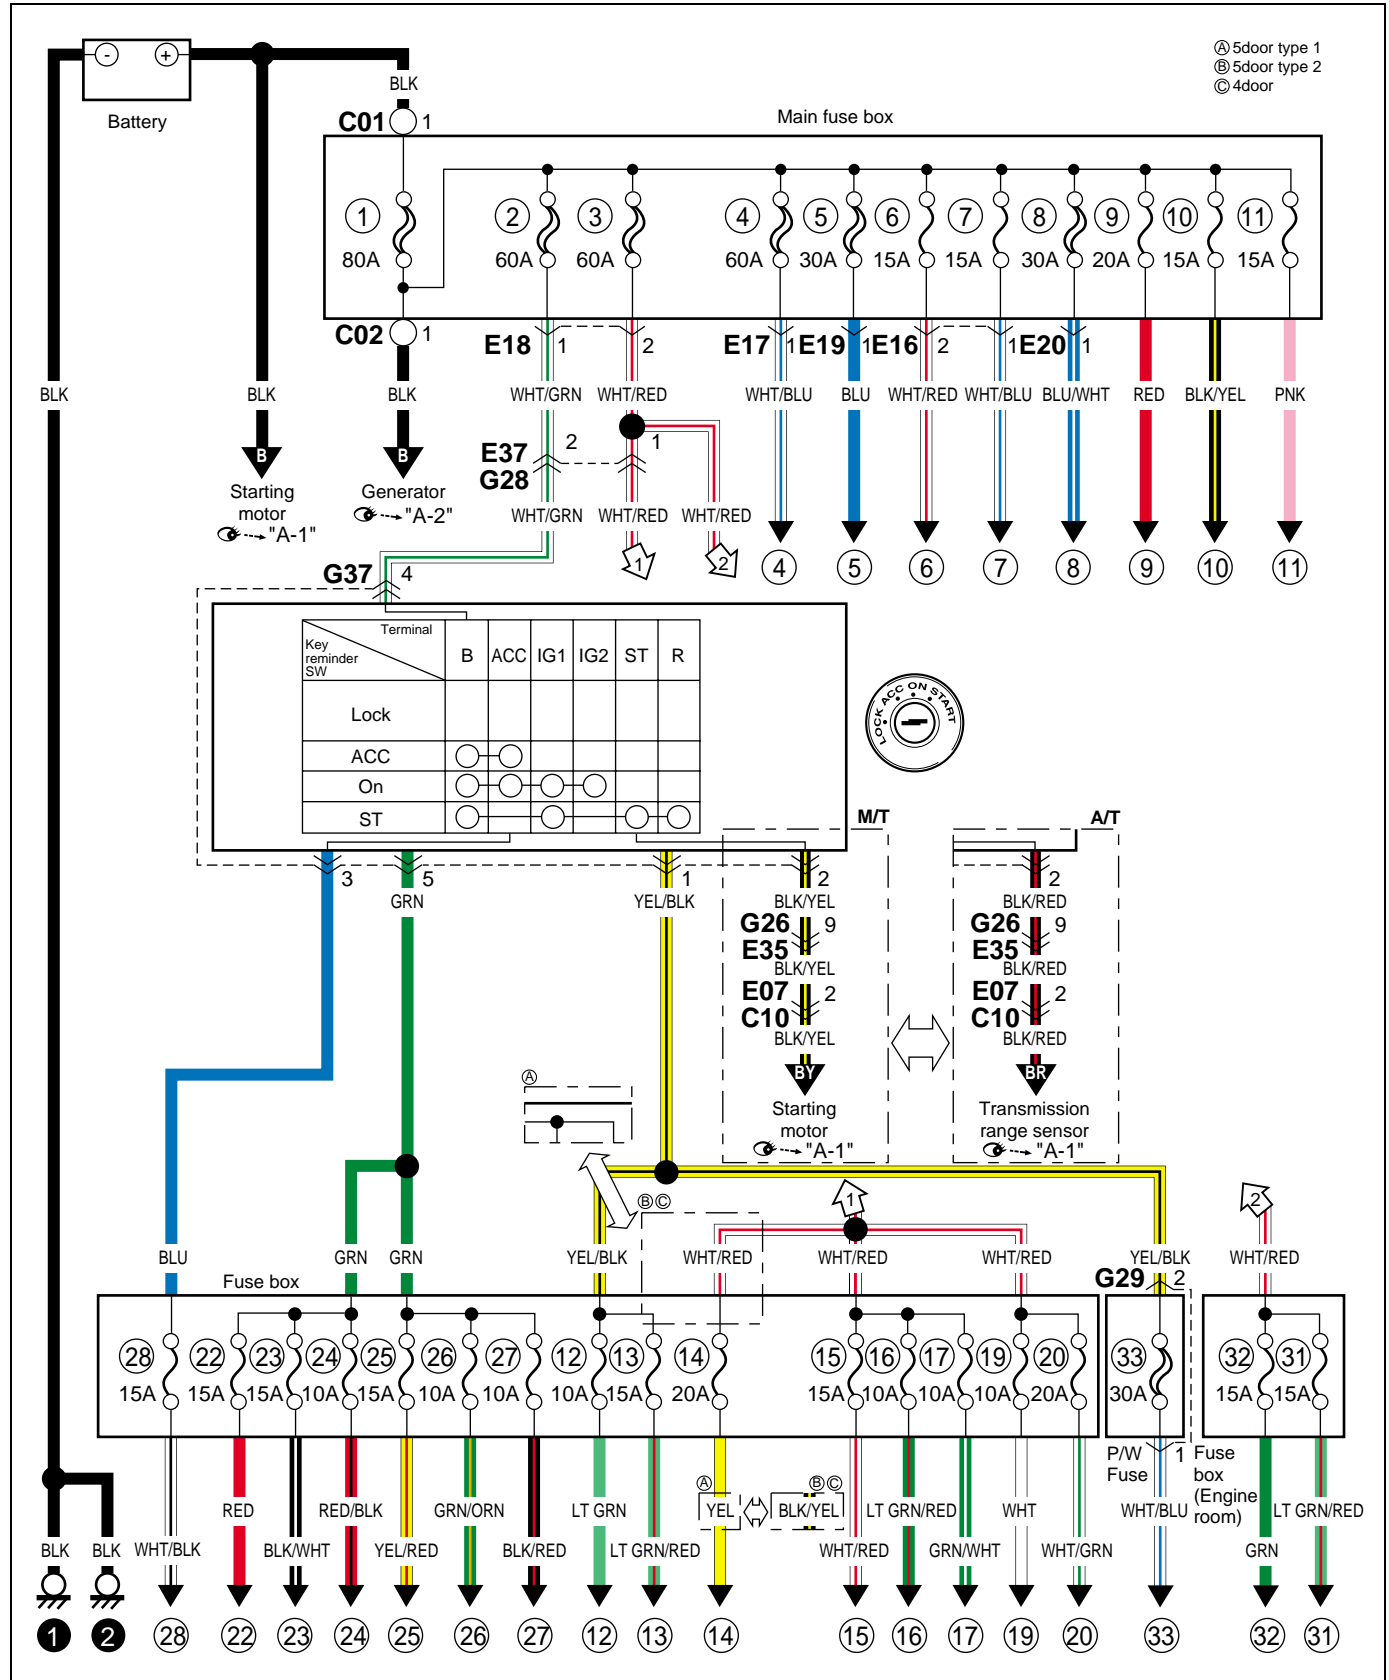 Ⓐ 5door type 1
Ⓑ 5door type 2
Ⓒ 4door
- +
Battery
BLK
C01 1
Main fuse box
1 2 3 4 5 6 7 8 9 10 11
80A 60A 60A 60A 30A 15A 15A 30A 20A 15A 15A
C02 1
E18 1 2 E17 1 E19 1 E16 2 1 E20 1
BLK BLK BLK WHT/GRN WHT/RED WHT/BLU BLU WHT/RED WHT/BLU BLU/WHT RED BLK/YEL PNK
B B
E37 2 1
G28
Starting motor "A-1"
Generator "A-2"
WHT/GRN WHT/RED WHT/RED
1 2 4 5 6 7 8 9 10 11
G37 4
Terminal
Key reminder SW
B ACC IG1 IG2 ST R
Lock
ACC
On
ST
LOCK ACC ON START
M/T A/T
3 5 1 2 2
GRN YEL/BLK BLK/YEL BLK/RED
G26 9 G26 9
E35 E35
BLK/YEL BLK/RED
E07 2 E07 2
C10 C10
BLK/YEL BLK/RED
BY BR
Starting motor "A-1"
Transmission range sensor "A-1"
Ⓐ
Ⓑ Ⓒ
1 2
BLU GRN GRN YEL/BLK WHT/RED WHT/RED WHT/RED YEL/BLK WHT/RED
Fuse box
G29 2
28 22 23 24 25 26 27 12 13 14 15 16 17 19 20 33 32 31
15A 15A 15A 10A 15A 10A 10A 10A 15A 20A 15A 10A 10A 10A 20A 30A 15A 15A
P/W Fuse
1
Fuse box (Engine room)
Ⓐ Ⓑ Ⓒ
RED RED/BLK GRN/ORN LT GRN YEL BLK/YEL LT GRN/RED WHT WHT/BLU LT GRN/RED
BLK BLK WHT/BLK BLK/WHT YEL/RED BLK/RED LT GRN/RED WHT/RED GRN/WHT WHT/GRN GRN
1 2 28 22 23 24 25 26 27 12 13 14 15 16 17 19 20 33 32 31